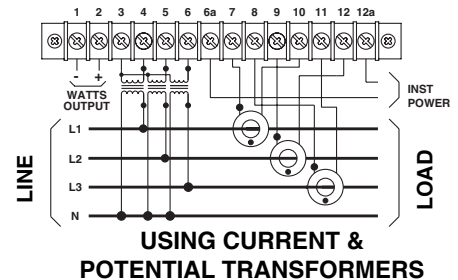 1 2 3 4 5 6 6a 7 8 9 10 11 12 12a
- +
WATTS
OUTPUT
INST
POWER
LINE
L1
L2
L3
N
LOAD
USING CURRENT &
POTENTIAL TRANSFORMERS